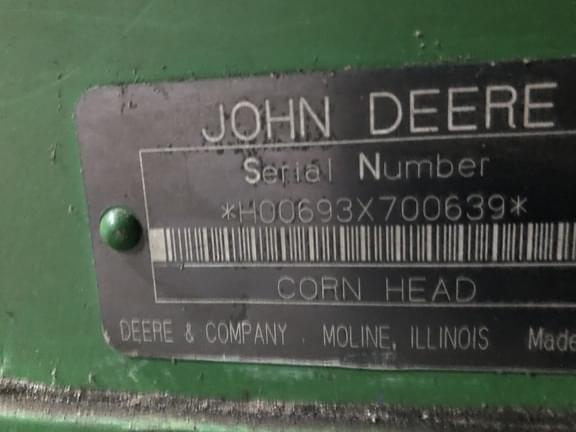 JOHN DEERE
Serial Number
*H00693X700639*
CORN HEAD
DEERE & COMPANY . MOLINE, ILLINOIS Made